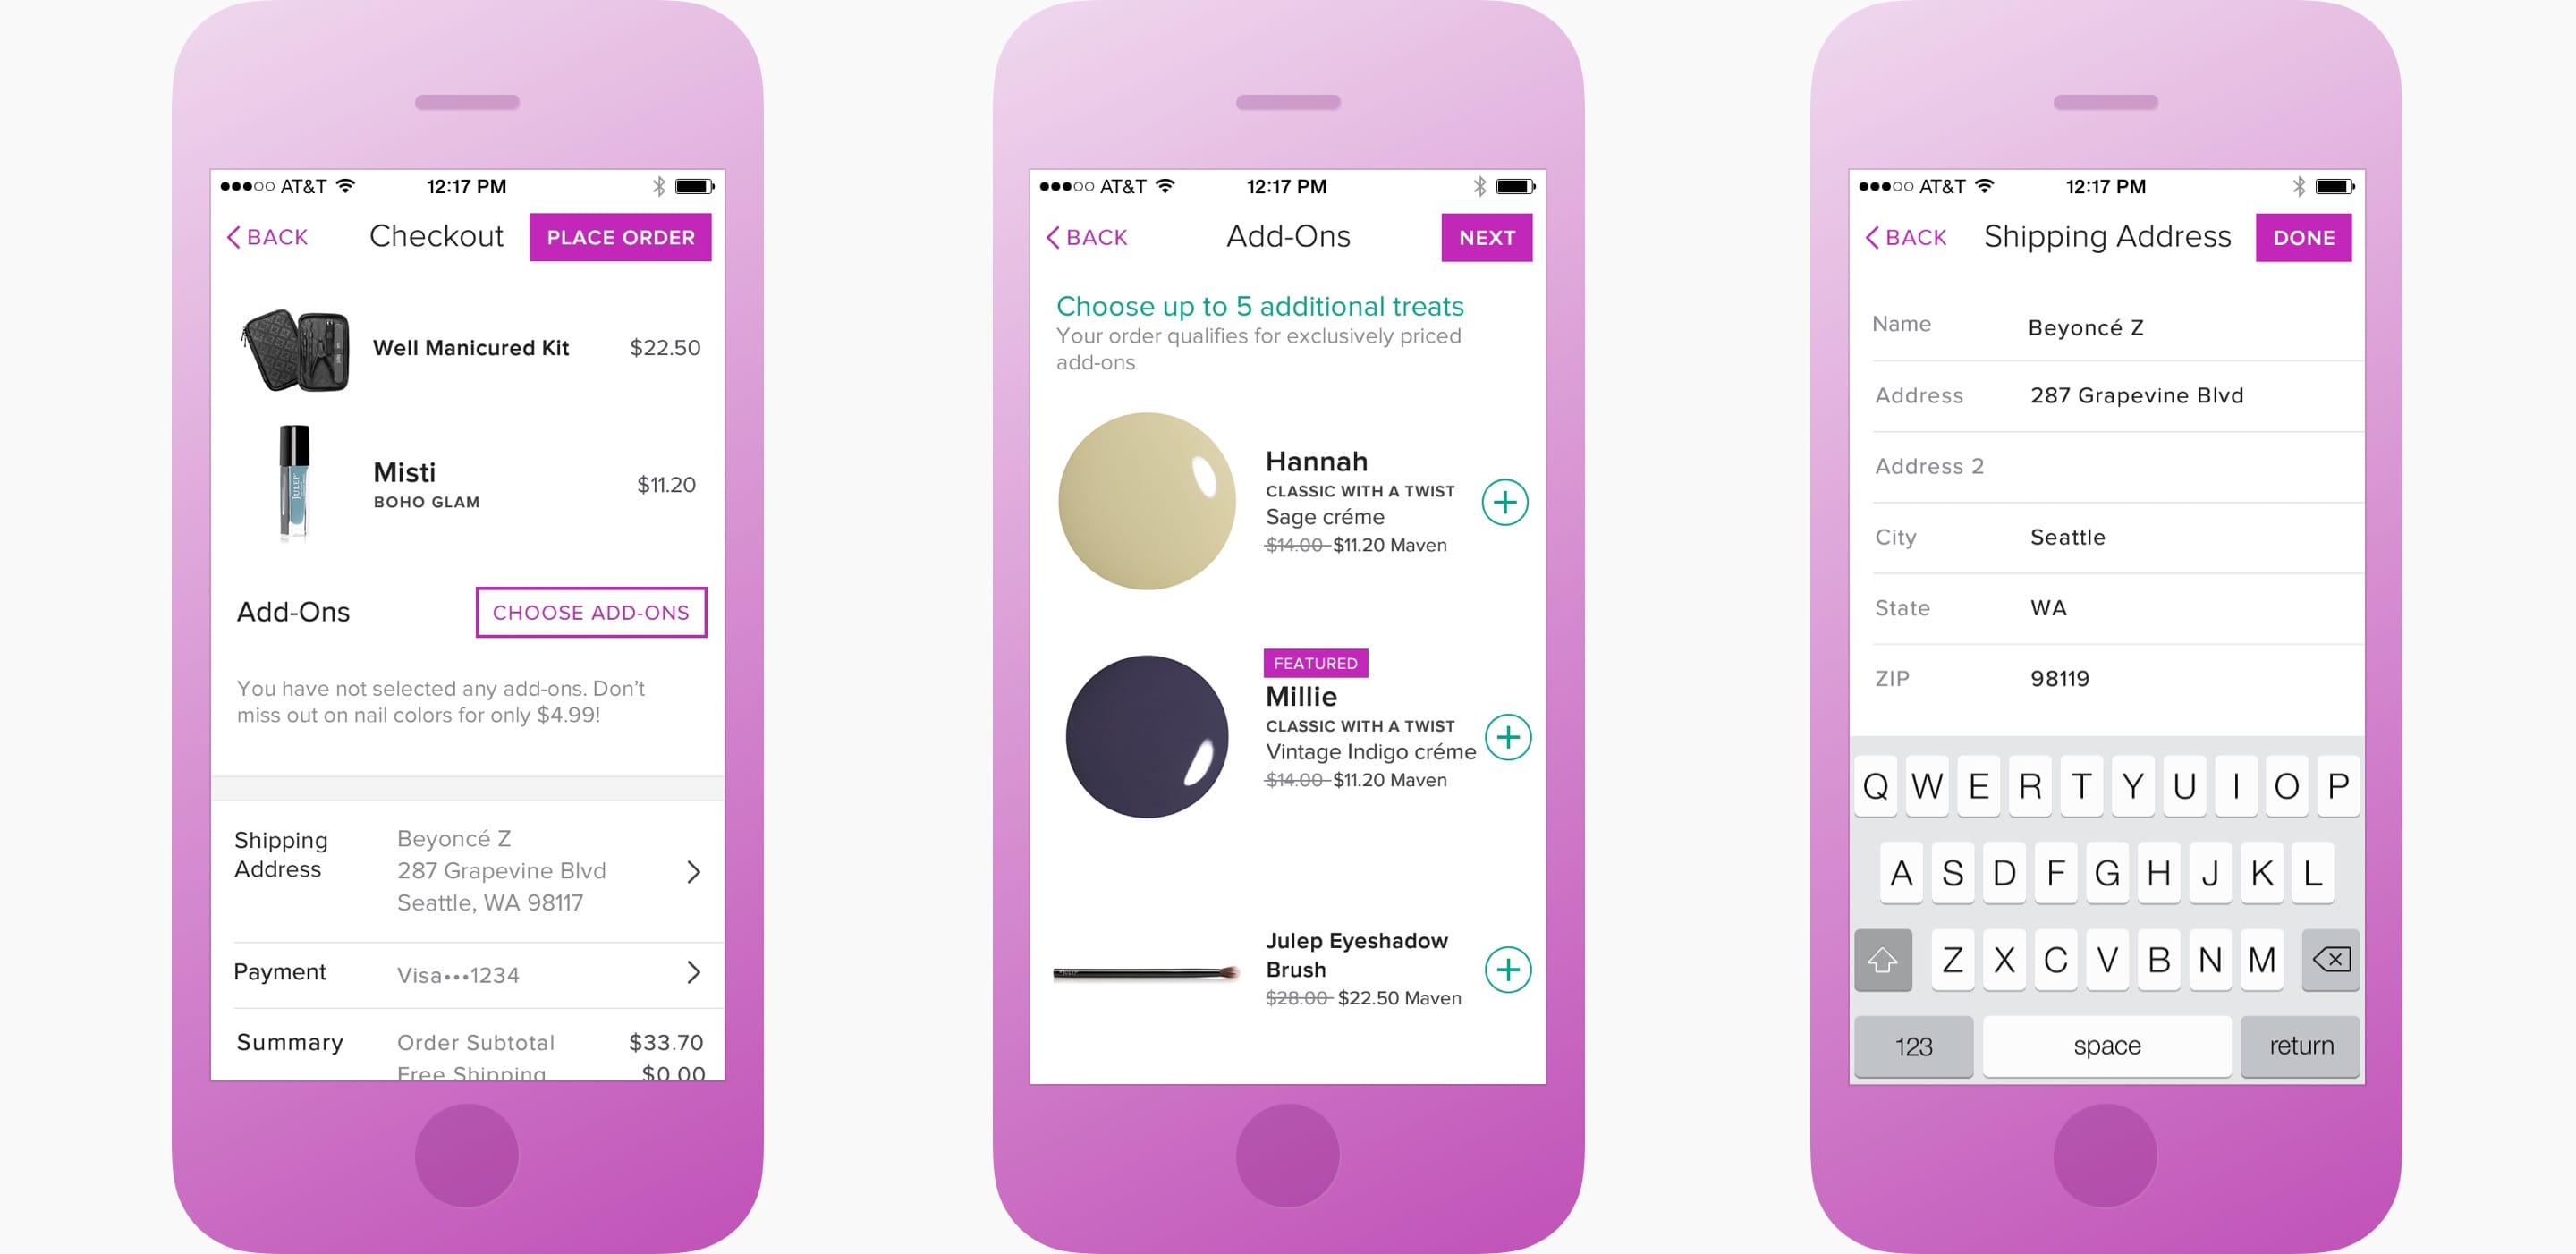 AT&T 12:17 PM
BACK Checkout PLACE ORDER
Well Manicured Kit $22.50
JULEP
Misti
BOHO GLAM
$11.20
Add-Ons CHOOSE ADD-ONS
You have not selected any add-ons. Don't
miss out on nail colors for only $4.99!
Shipping
Address
Beyoncé Z
287 Grapevine Blvd
Seattle, WA 98117
Payment Visa•••1234
Summary Order Subtotal $33.70
Free Shipping $0.00
AT&T 12:17 PM
BACK Add-Ons NEXT
Choose up to 5 additional treats
Your order qualifies for exclusively priced
add-ons
Hannah
CLASSIC WITH A TWIST
Sage créme
$14.00 $11.20 Maven
FEATURED
Millie
CLASSIC WITH A TWIST
Vintage Indigo créme
$14.00 $11.20 Maven
Julep Eyeshadow
Brush
$28.00 $22.50 Maven
AT&T 12:17 PM
BACK Shipping Address DONE
Name Beyoncé Z
Address 287 Grapevine Blvd
Address 2
City Seattle
State WA
ZIP 98119
Q W E R T Y U I O P
A S D F G H J K L
Z X C V B N M
123 space return